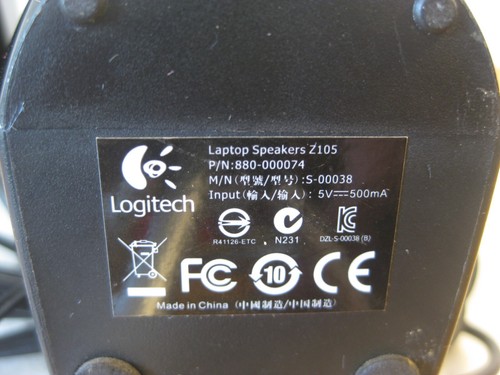 Laptop Speakers Z105
P/N:880-000074
M/N(型號/型号):S-00038
Input(輸入/输入): 5V⎓500mA
Logitech
R41126-ETC
N231
DZL-S-00038 (B)
FC
10
CE
Made in China (中國制造/中国制造)